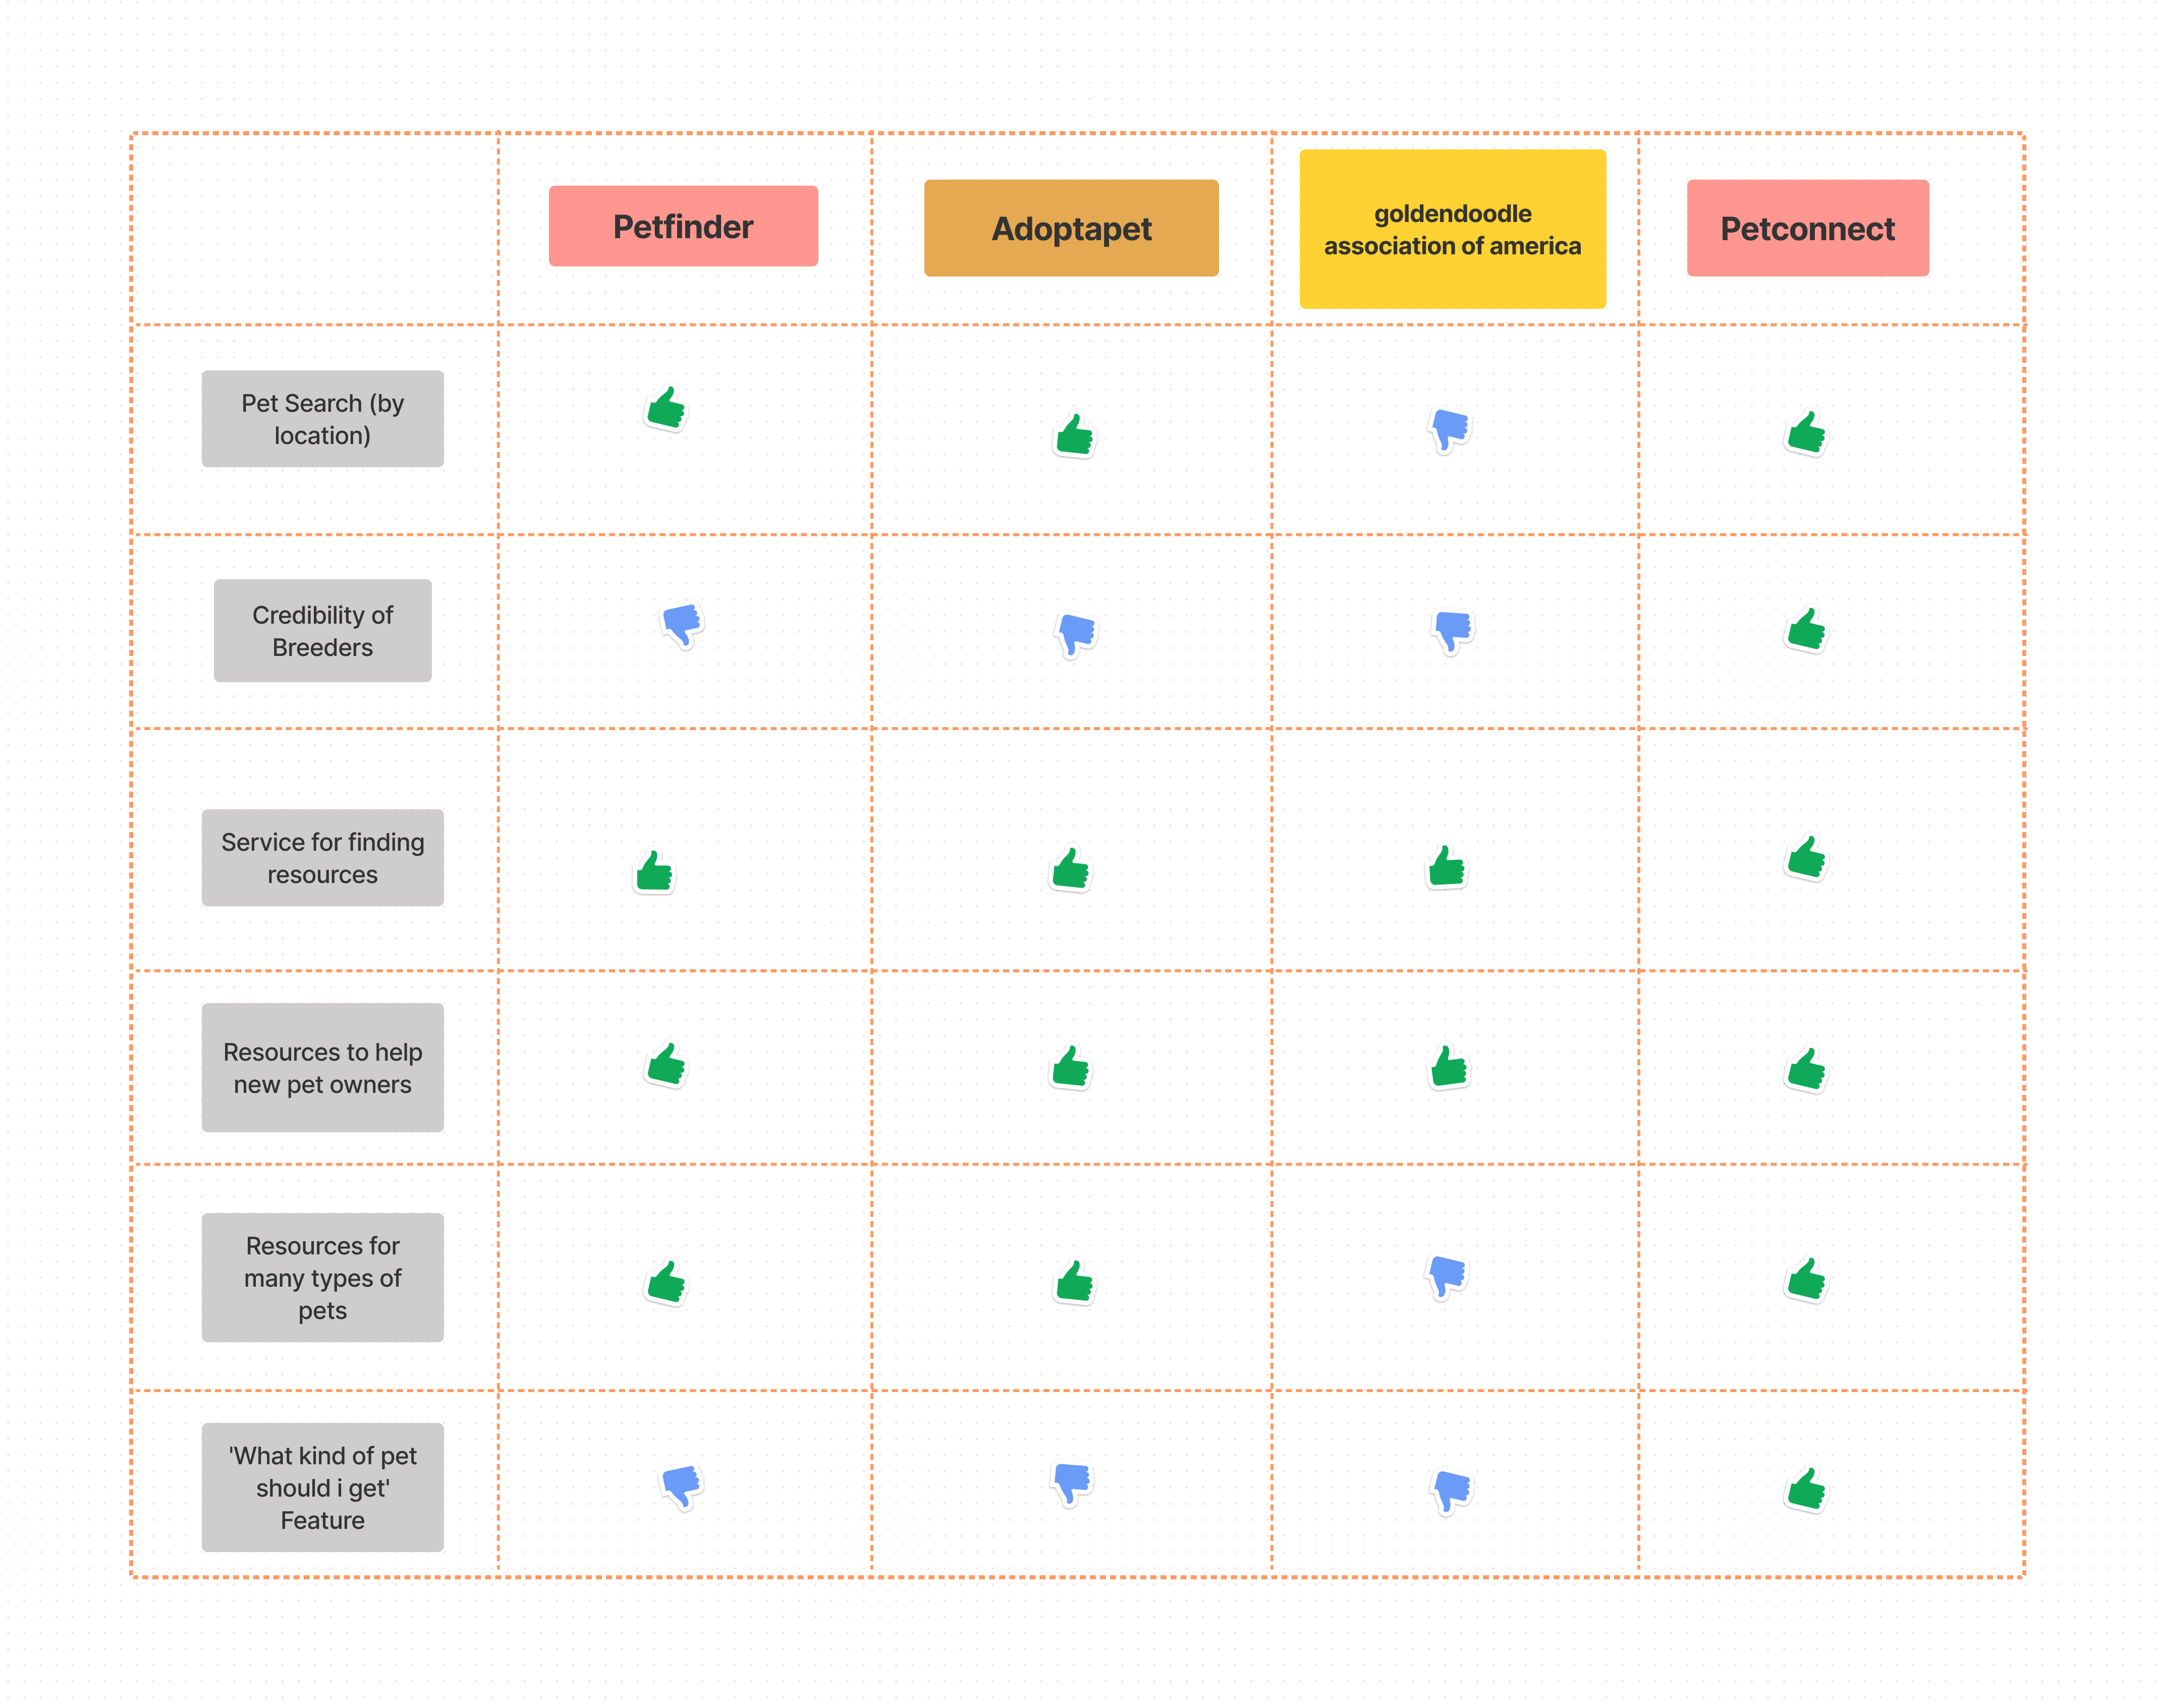 Petfinder
Adoptapet
goldendoodle
association of america
Petconnect
Pet Search (by
location)
Credibility of
Breeders
Service for finding
resources
Resources to help
new pet owners
Resources for
many types of
pets
'What kind of pet
should i get'
Feature